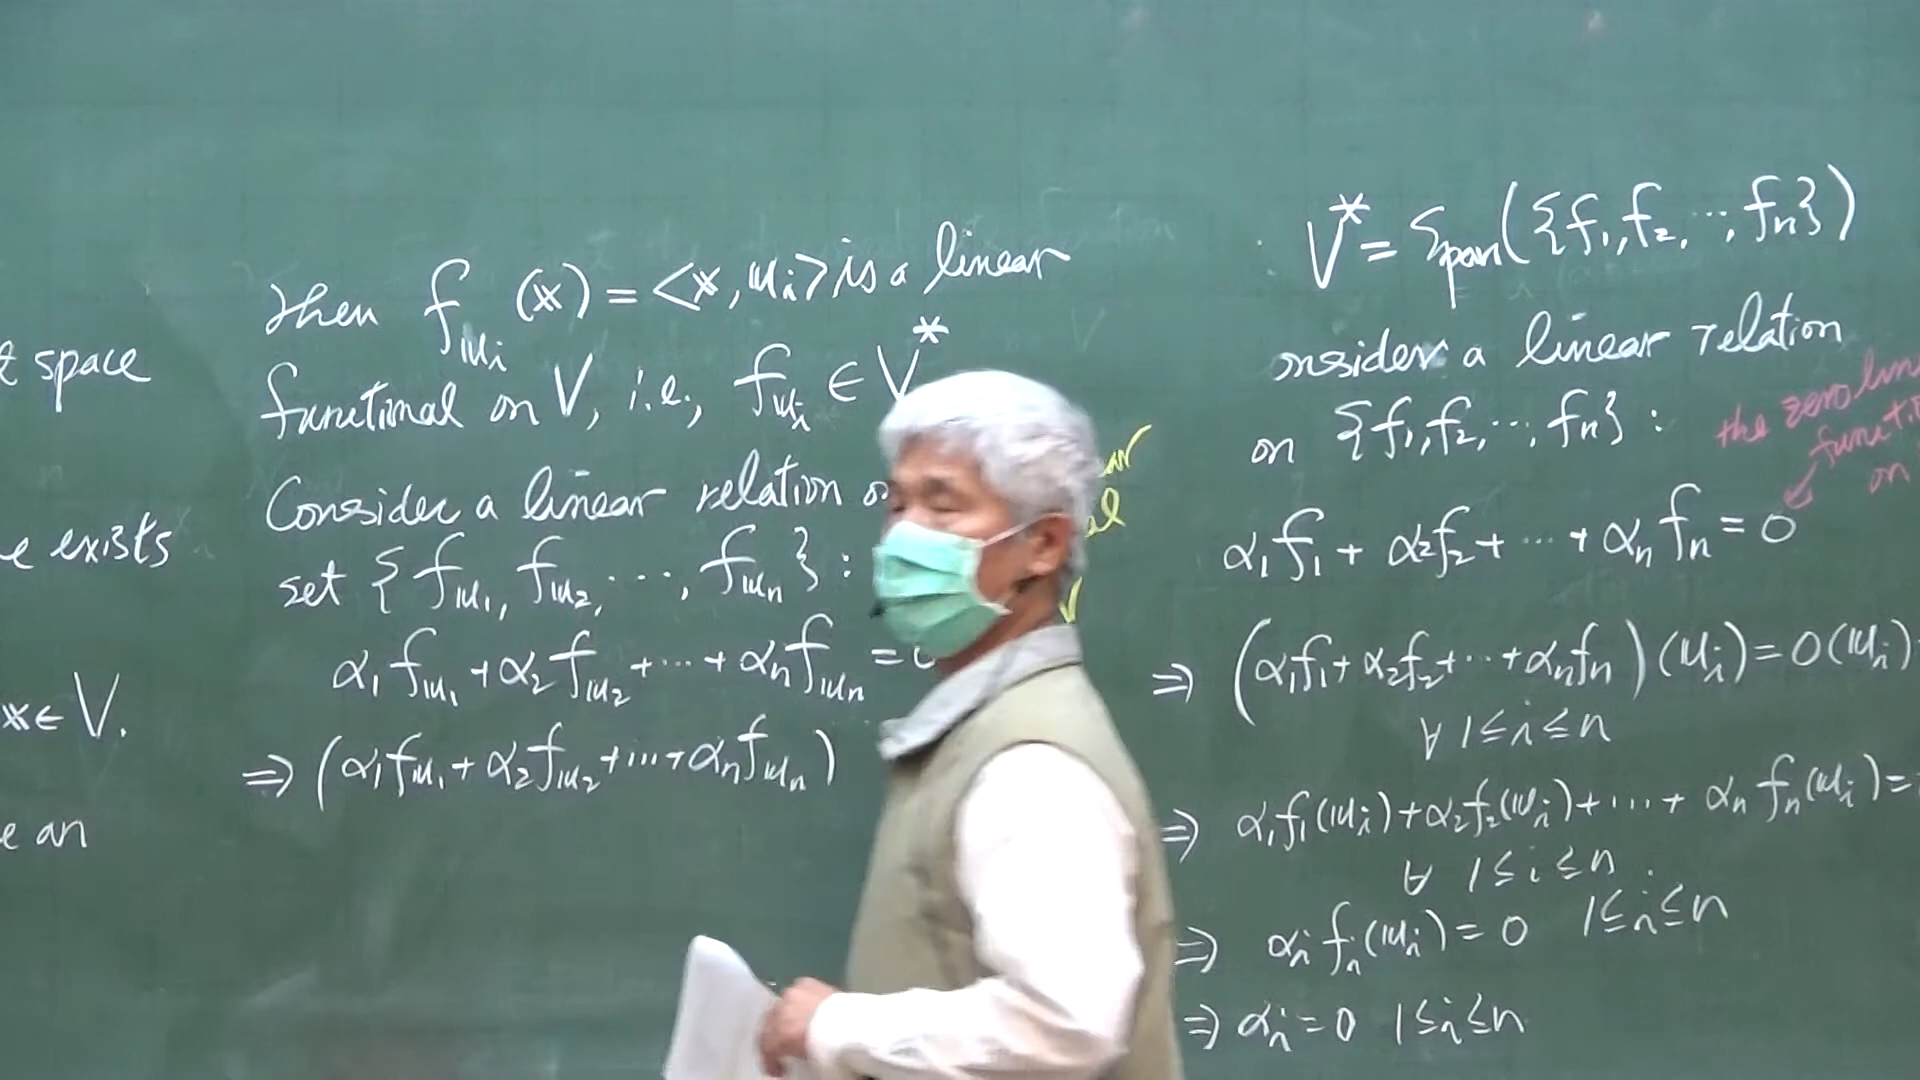 t space
e exists
x ∈ V.
e an
Then f_{u_i}(x) = <x, u_i> is a linear
functional on V, i.e., f_{u_i} ∈ V*
Consider a linear relation
set {f_{u_1}, f_{u_2}, ..., f_{u_n}} :
α_1 f_{u_1} + α_2 f_{u_2} + ... + α_n f_{u_n} = 0
⇒ (α_1 f_{u_1} + α_2 f_{u_2} + ... + α_n f_{u_n})
ar
al
V* = Span({f_1, f_2, ..., f_n})
onsider a linear relation
on {f_1, f_2, ..., f_n} :
the zero lin
functi
on
α_1 f_1 + α_2 f_2 + ... + α_n f_n = 0
⇒ (α_1 f_1 + α_2 f_2 + ... + α_n f_n)(u_i) = 0(u_i)
∀ 1 ≤ i ≤ n
⇒ α_1 f_1(u_i) + α_2 f_2(u_i) + ... + α_n f_n(u_i) =
∀ 1 ≤ i ≤ n
⇒ α_i f_i(u_i) = 0 1 ≤ i ≤ n
⇒ α_i = 0 1 ≤ i ≤ n